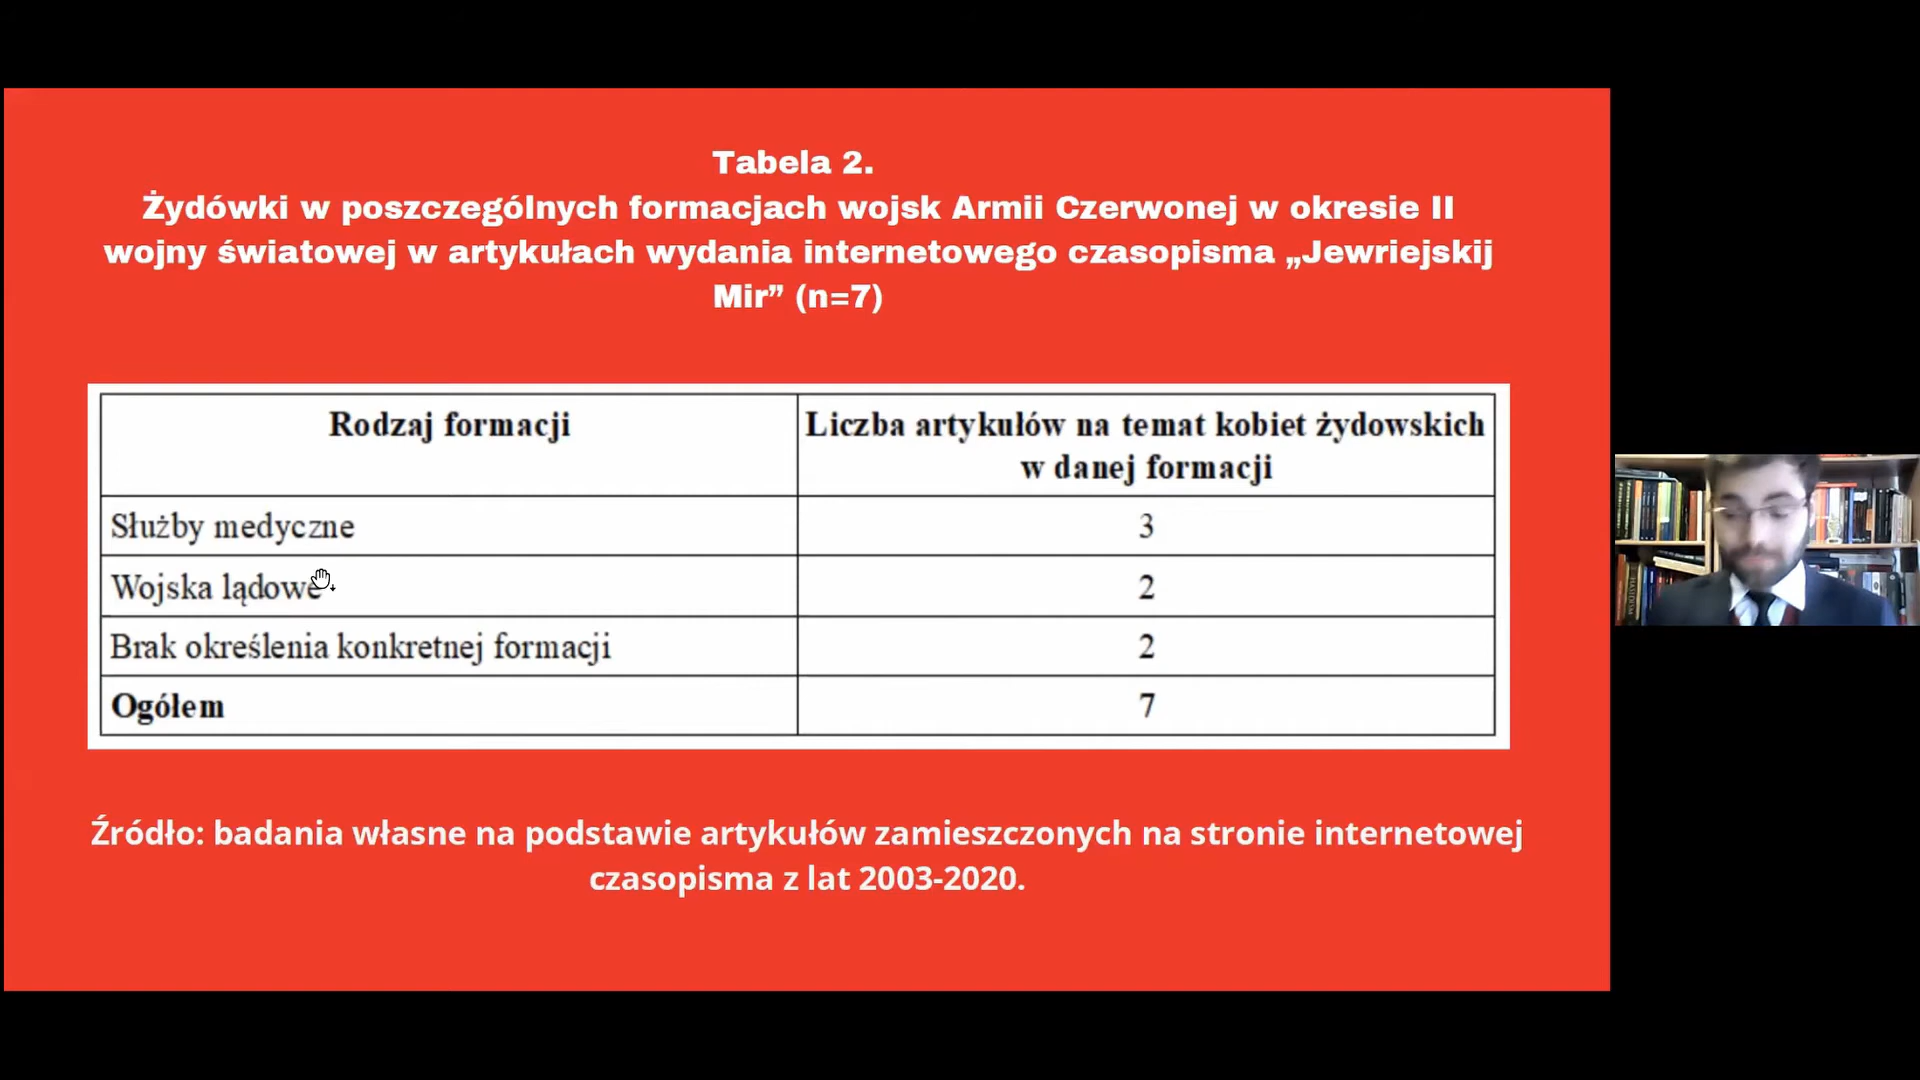 Tabela 2.
Żydówki w poszczególnych formacjach wojsk Armii Czerwonej w okresie II
wojny światowej w artykułach wydania internetowego czasopisma „Jewriejskij
Mir” (n=7)
Rodzaj formacji
Liczba artykułów na temat kobiet żydowskich
w danej formacji
Służby medyczne
3
Wojska lądowe
2
Brak określenia konkretnej formacji
2
Ogółem
7
Źródło: badania własne na podstawie artykułów zamieszczonych na stronie internetowej
czasopisma z lat 2003-2020.